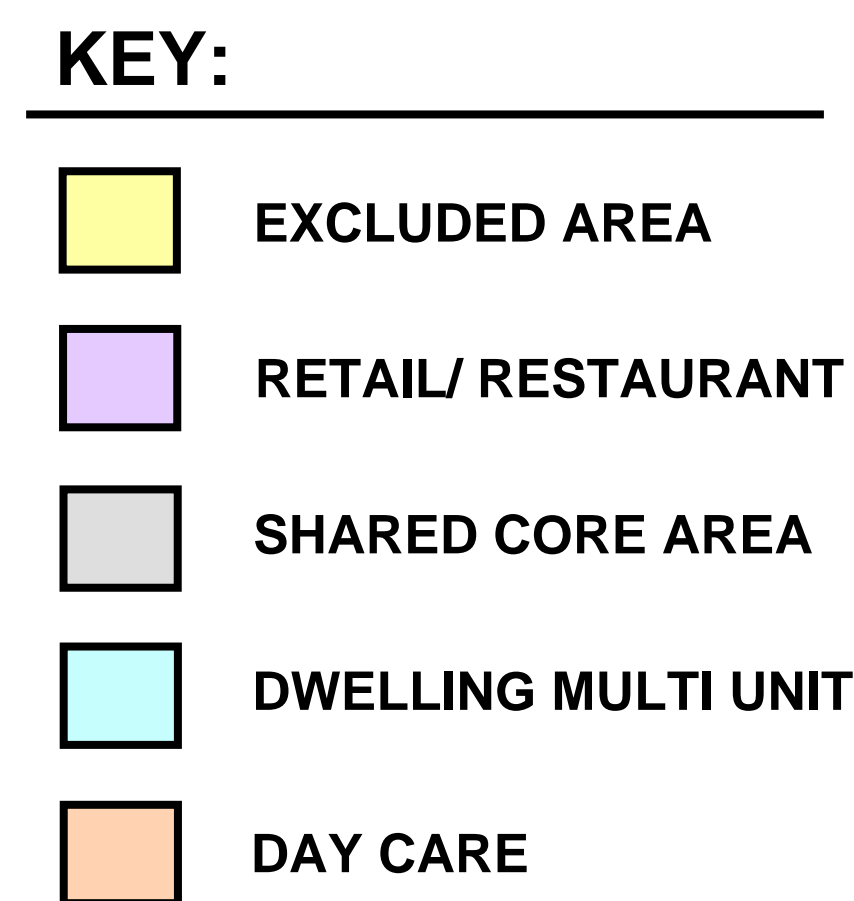 KEY:
EXCLUDED AREA
RETAIL/ RESTAURANT
SHARED CORE AREA
DWELLING MULTI UNIT
DAY CARE